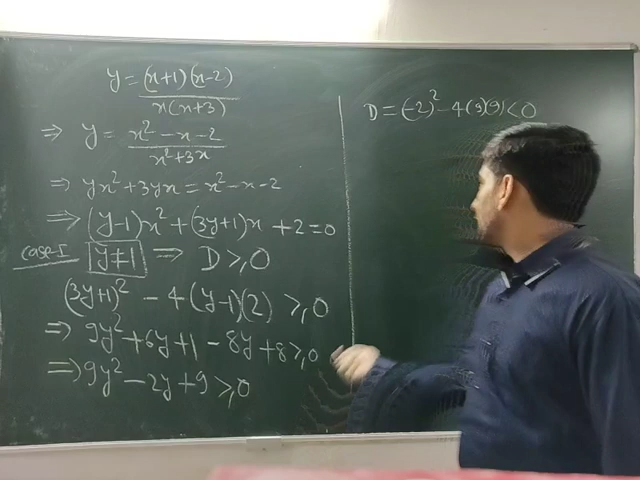 y = (x+1)(x-2) / x(x+3)
⇒ y = x² - x - 2 / x² + 3x
⇒ yx² + 3yx = x² - x - 2
⇒ (y-1)x² + (3y+1)x + 2 = 0
Case-I y ≠ 1 ⇒ D ≥ 0
(3y+1)² - 4(y-1)(2) ≥ 0
⇒ 9y² + 6y + 1 - 8y + 8 ≥ 0
⇒ 9y² - 2y + 9 ≥ 0
D = (-2)² - 4(9)(9) < 0